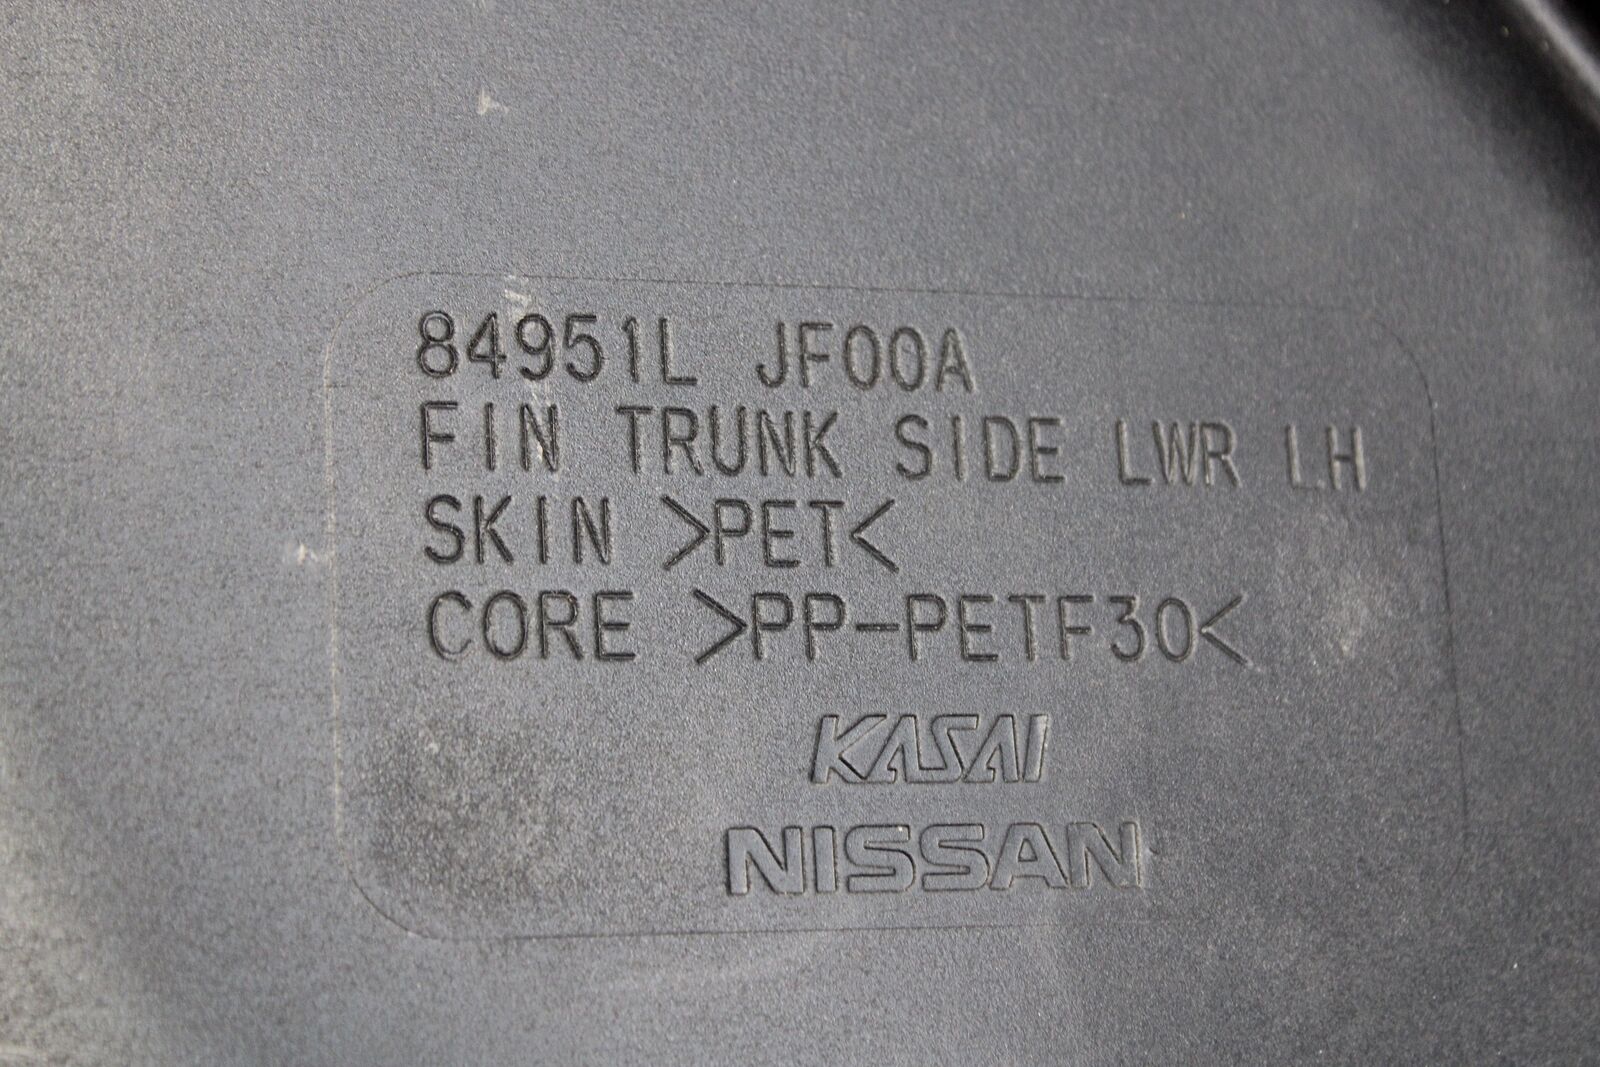 84951L JF00A
FIN TRUNK SIDE LWR LH
SKIN >PET<
CORE >PP-PETF30<
KASAI
NISSAN